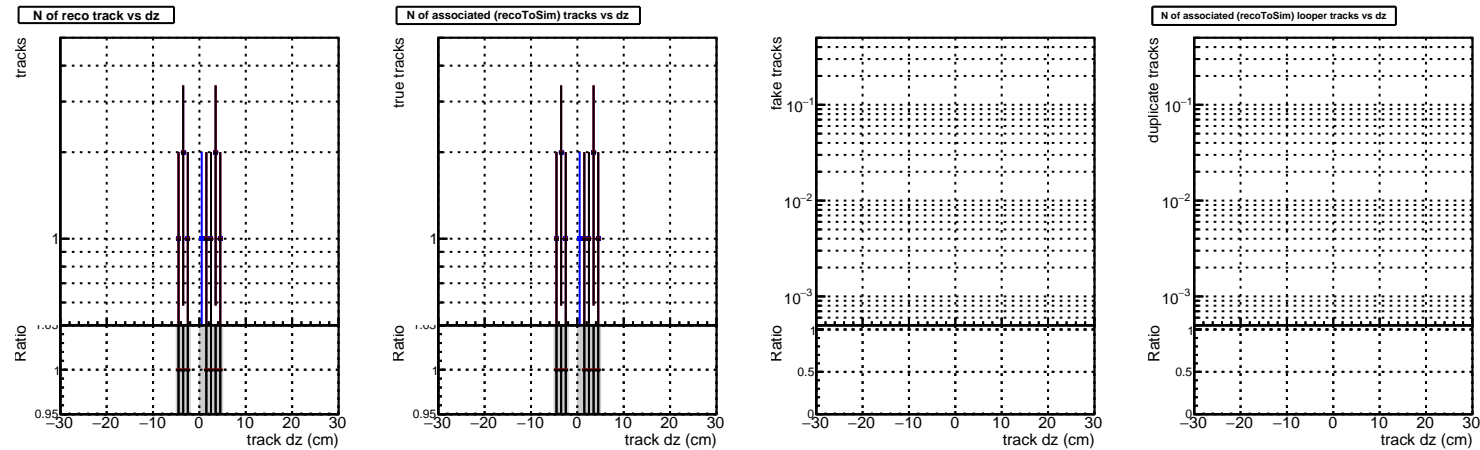 N of reco track vs dz
tracks
1
Ratio
1.05
1
0.95
−30 −20 −10 0 10 20 30
track dz (cm)
N of associated (recoToSim) tracks vs dz
true tracks
1
Ratio
1.05
1
0.95
−30 −20 −10 0 10 20 30
track dz (cm)
fake tracks
10−1
10−2
10−3
Ratio
1
0.5
0
−30 −20 −10 0 10 20 30
track dz (cm)
N of associated (recoToSim) looper tracks vs dz
duplicate tracks
10−1
10−2
10−3
Ratio
1
0.5
0
−30 −20 −10 0 10 20 30
track dz (cm)